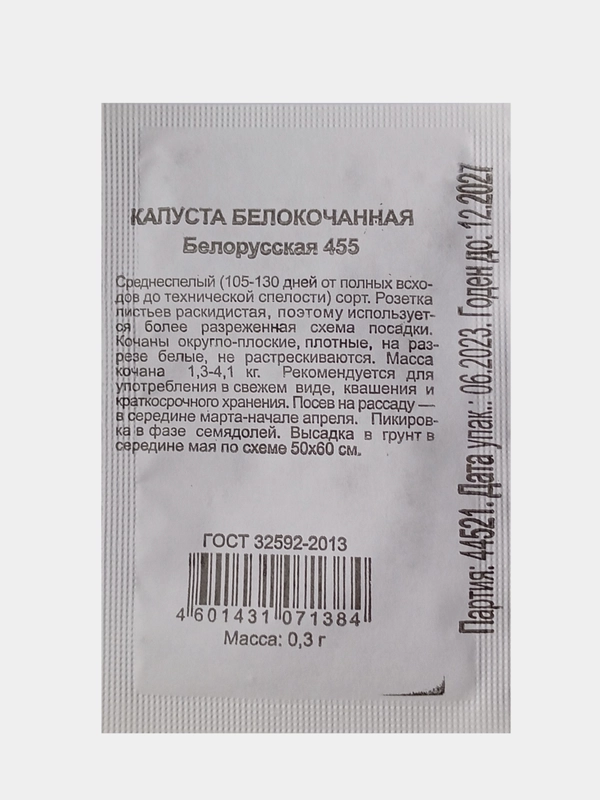 КАПУСТА БЕЛОКОЧАННАЯ
Белорусская 455
Среднеспелый (105-130 дней от полных всхо-
дов до технической спелости) сорт. Розетка
листьев раскидистая, поэтому использует-
ся более разреженная схема посадки.
Кочаны округло-плоские, плотные, на раз-
резе белые, не растрескиваются. Масса
кочана 1,3-4,1 кг. Рекомендуется для
употребления в свежем виде, квашения и
краткосрочного хранения. Посев на рассаду —
в середине марта-начале апреля. Пикиров-
ка в фазе семядолей. Высадка в грунт в
середине мая по схеме 50х60 см.
ГОСТ 32592-2013
4 601431 071384
Масса: 0,3 г
Партия: 44521. Дата упак.: 06.2023. Годен до: 12.2027